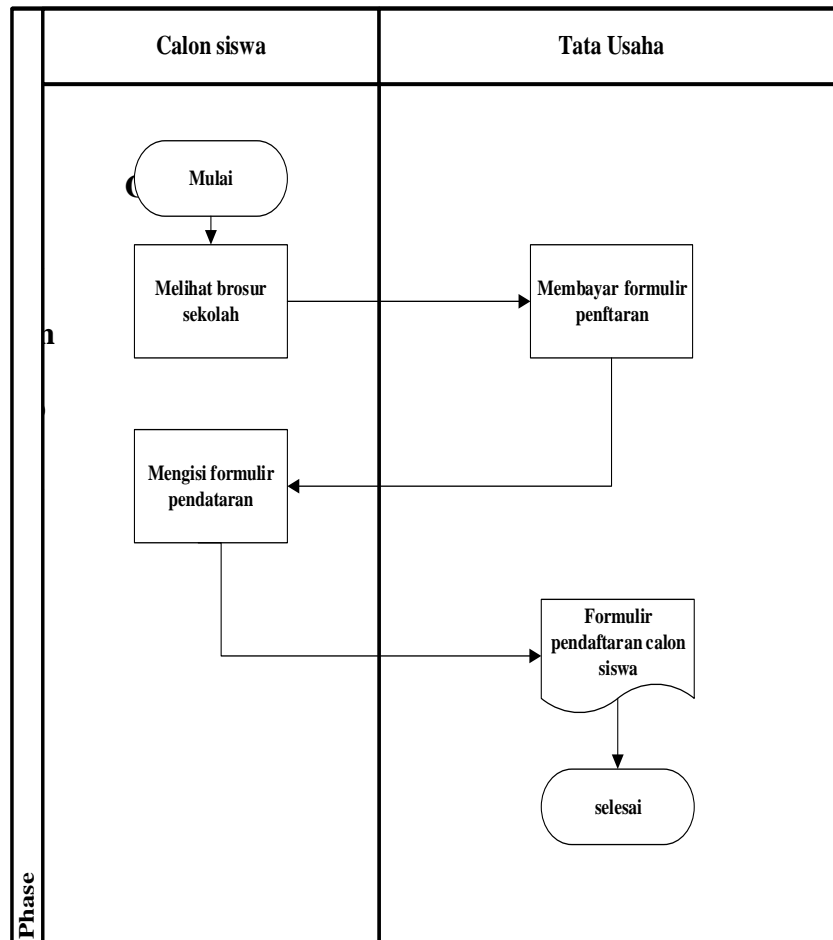 Calon siswa
Tata Usaha
Mulai
Melihat brosur
sekolah
Membayar formulir
penftaran
Mengisi formulir
pendataran
Formulir
pendaftaran calon
siswa
selesai
Phase